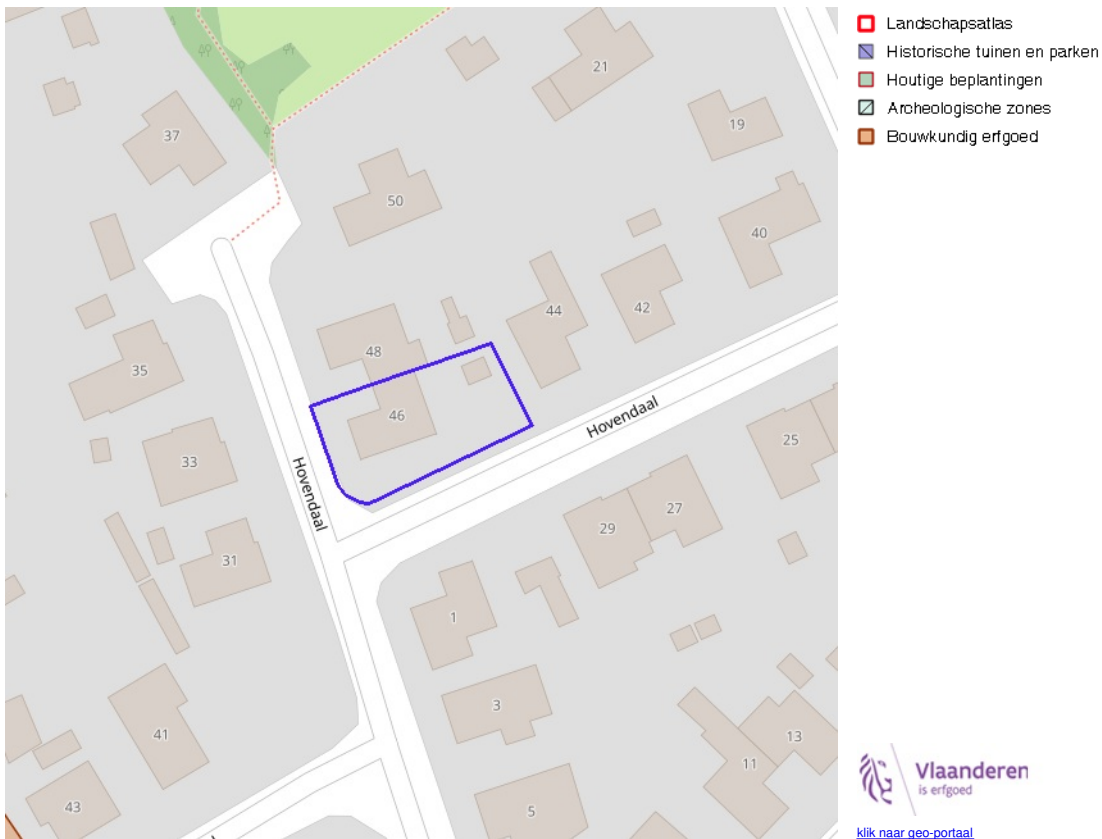 Landschapsatlas
Historische tuinen en parken
Houtige beplantingen
Archeologische zones
Bouwkundig erfgoed
21
37
19
50
40
44
42
48
35
46
Hovendaal
25
33
Hovendaal
27
29
31
1
3
41
13
11
43
5
Vlaanderen
is erfgoed
klik naar geo-portaal